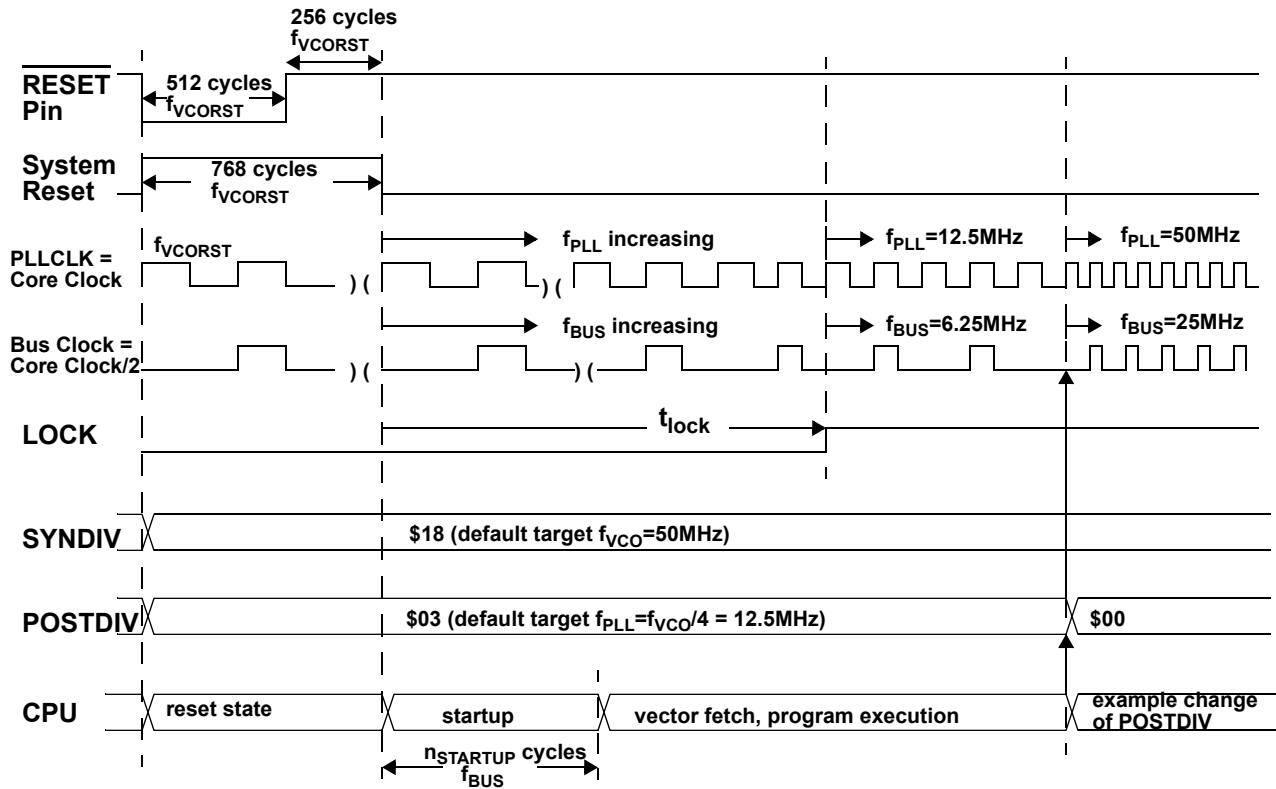 256 cycles
fVCORST
RESET
Pin
512 cycles
fVCORST
System
Reset
768 cycles
fVCORST
PLLCLK =
Core Clock
fVCORST
fPLL increasing
fPLL=12.5MHz
fPLL=50MHz
) (
) (
Bus Clock =
Core Clock/2
fBUS increasing
fBUS=6.25MHz
fBUS=25MHz
) (
) (
LOCK
tlock
SYNDIV
$18 (default target fVCO=50MHz)
POSTDIV
$03 (default target fPLL=fVCO/4 = 12.5MHz)
$00
CPU
reset state
startup
vector fetch, program execution
example change
of POSTDIV
nSTARTUP cycles
fBUS